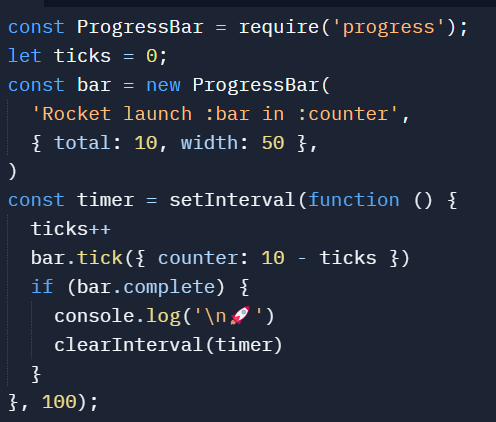 const ProgressBar = require('progress');
let ticks = 0;
const bar = new ProgressBar(
  'Rocket launch :bar in :counter',
  { total: 10, width: 50 },
)
const timer = setInterval(function () {
  ticks++
  bar.tick({ counter: 10 - ticks })
  if (bar.complete) {
    console.log('\n🚀')
    clearInterval(timer)
  }
}, 100);